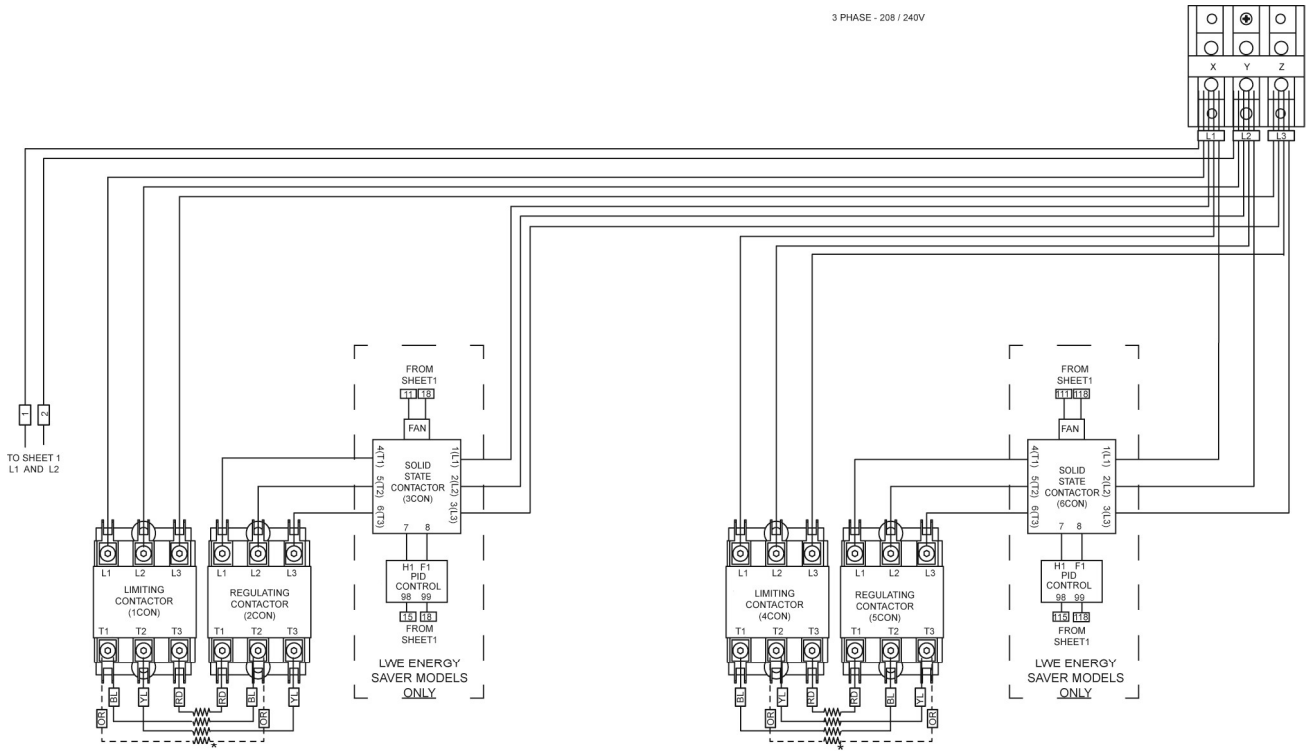 3 PHASE - 208 / 240V
X Y Z
L1 L2 L3
1 2
TO SHEET 1
L1 AND L2
FROM
SHEET1
11 18
FAN
4(T1)
5(T2)
6(T3)
SOLID
STATE
CONTACTOR
(3CON)
1(L1)
2(L2)
3(L3)
7 8
H1 F1
PID
CONTROL
98 99
15 18
FROM
SHEET1
LWE ENERGY
SAVER MODELS
ONLY
L1 L2 L3
LIMITING
CONTACTOR
(1CON)
T1 T2 T3
L1 L2 L3
REGULATING
CONTACTOR
(2CON)
T1 T2 T3
BL YL RD RD BL YL
OR OR
*
FROM
SHEET1
111 118
FAN
4(T1)
5(T2)
6(T3)
SOLID
STATE
CONTACTOR
(6CON)
1(L1)
2(L2)
3(L3)
7 8
H1 F1
PID
CONTROL
98 99
115 118
FROM
SHEET1
LWE ENERGY
SAVER MODELS
ONLY
L1 L2 L3
LIMITING
CONTACTOR
(4CON)
T1 T2 T3
L1 L2 L3
REGULATING
CONTACTOR
(5CON)
T1 T2 T3
BL YL RD RD BL YL
OR OR
*